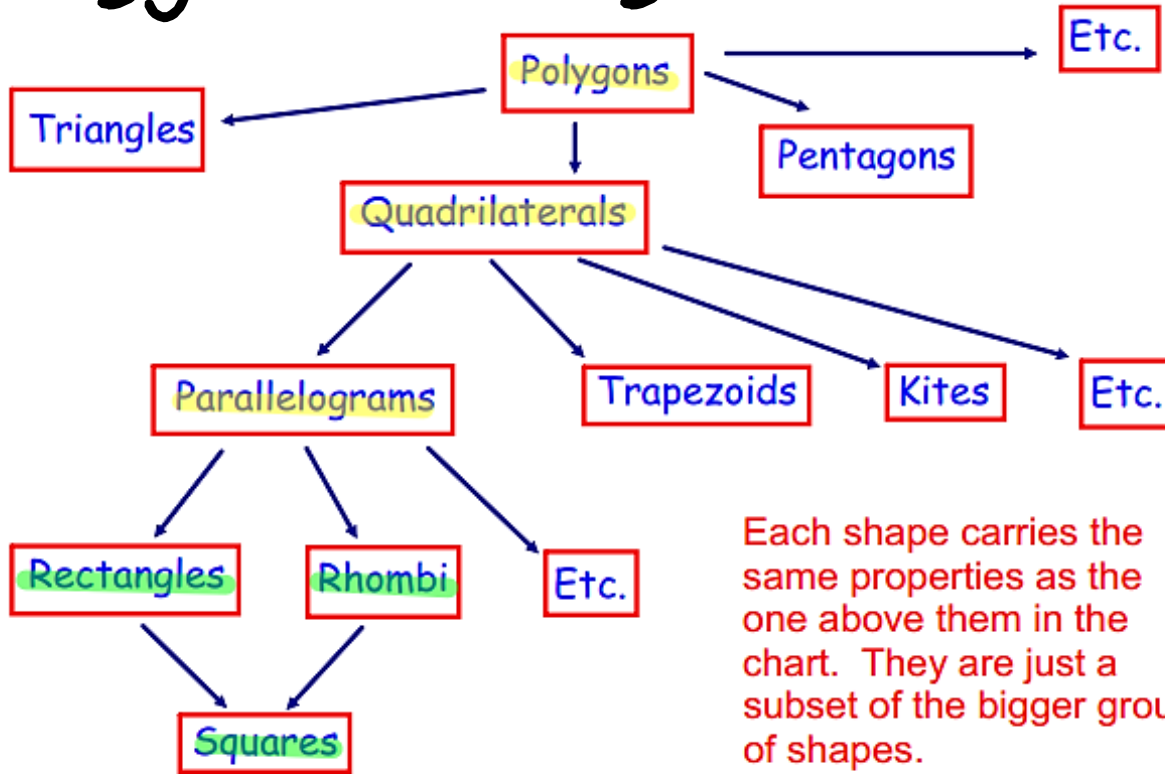 Etc.
Polygons
Triangles
Pentagons
Quadrilaterals
Parallelograms
Trapezoids
Kites
Etc.
Rectangles
Rhombi
Etc.
Squares
Each shape carries the
same properties as the
one above them in the
chart. They are just a
subset of the bigger grou
of shapes.